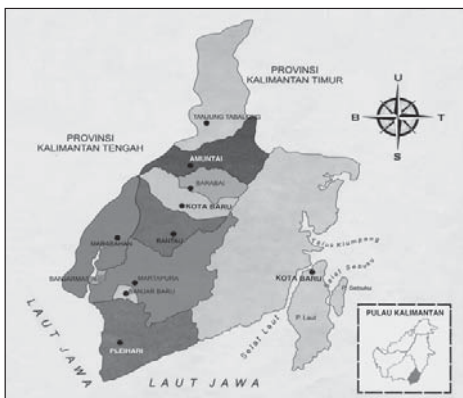 PROVINSI
KALIMANTAN TIMUR
U
B
T
S
TANJUNG TABALONG
PROVINSI
KALIMANTAN TENGAH
AMUNTAI
BARABAI
KOTA BARU
MARABAHAN
RANTAU
Teluk Klumpang
BANJARMASIN
MARTAPURA
BANJAR BARU
KOTA BARU
Selat Sebuku
Sebuku
Selat Laut
P. Laut
PLEIHARI
LAUT JAWA
LAUT JAWA
PULAU KALIMANTAN